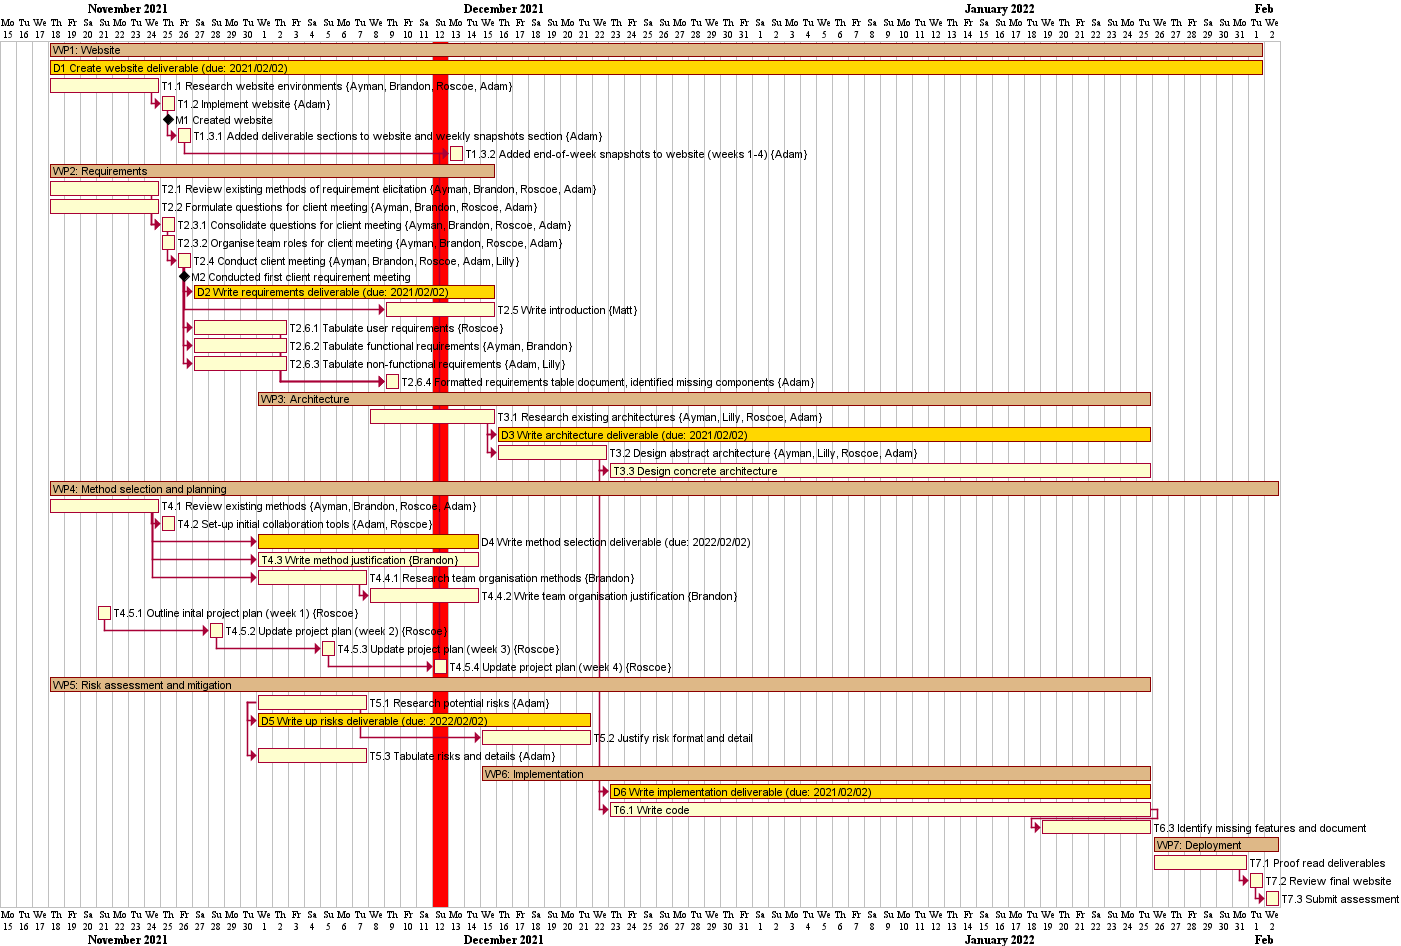 November 2021 December 2021 January 2022 Feb
Mo Tu We Th Fr Sa Su Mo Tu We Th Fr Sa Su Mo Tu We Th Fr Sa Su Mo Tu We Th Fr Sa Su Mo Tu We Th Fr Sa Su Mo Tu We Th Fr Sa Su Mo Tu We Th Fr Sa Su Mo Tu We Th Fr Sa Su Mo Tu We Th Fr Sa Su Mo Tu We Th Fr Sa Su Mo Tu We Th Fr Sa Su Mo Tu We
15 16 17 18 19 20 21 22 23 24 25 26 27 28 29 30 1 2 3 4 5 6 7 8 9 10 11 12 13 14 15 16 17 18 19 20 21 22 23 24 25 26 27 28 29 30 31 1 2 3 4 5 6 7 8 9 10 11 12 13 14 15 16 17 18 19 20 21 22 23 24 25 26 27 28 29 30 31 1 2
WP1: Website
D1 Create website deliverable (due: 2021/02/02)
T1.1 Research website environments {Ayman, Brandon, Roscoe, Adam}
T1.2 Implement website {Adam}
M1 Created website
T1.3.1 Added deliverable sections to website and weekly snapshots section {Adam}
T1.3.2 Added end-of-week snapshots to website (weeks 1-4) {Adam}
WP2: Requirements
T2.1 Review existing methods of requirement elicitation {Ayman, Brandon, Roscoe, Adam}
T2.2 Formulate questions for client meeting {Ayman, Brandon, Roscoe, Adam}
T2.3.1 Consolidate questions for client meeting {Ayman, Brandon, Roscoe, Adam}
T2.3.2 Organise team roles for client meeting {Ayman, Brandon, Roscoe, Adam}
T2.4 Conduct client meeting {Ayman, Brandon, Roscoe, Adam, Lilly}
M2 Conducted first client requirement meeting
D2 Write requirements deliverable (due: 2021/02/02)
T2.5 Write introduction {Matt}
T2.6.1 Tabulate user requirements {Roscoe}
T2.6.2 Tabulate functional requirements {Ayman, Brandon}
T2.6.3 Tabulate non-functional requirements {Adam, Lilly}
T2.6.4 Formatted requirements table document, identified missing components {Adam}
WP3: Architecture
T3.1 Research existing architectures {Ayman, Lilly, Roscoe, Adam}
D3 Write architecture deliverable (due: 2021/02/02)
T3.2 Design abstract architecture {Ayman, Lilly, Roscoe, Adam}
T3.3 Design concrete architecture
WP4: Method selection and planning
T4.1 Review existing methods {Ayman, Brandon, Roscoe, Adam}
T4.2 Set-up initial collaboration tools {Adam, Roscoe}
D4 Write method selection deliverable (due: 2022/02/02)
T4.3 Write method justification {Brandon}
T4.4.1 Research team organisation methods {Brandon}
T4.4.2 Write team organisation justification {Brandon}
T4.5.1 Outline inital project plan (week 1) {Roscoe}
T4.5.2 Update project plan (week 2) {Roscoe}
T4.5.3 Update project plan (week 3) {Roscoe}
T4.5.4 Update project plan (week 4) {Roscoe}
WP5: Risk assessment and mitigation
T5.1 Research potential risks {Adam}
D5 Write up risks deliverable (due: 2022/02/02)
T5.2 Justify risk format and detail
T5.3 Tabulate risks and details {Adam}
WP6: Implementation
D6 Write implementation deliverable (due: 2021/02/02)
T6.1 Write code
T6.3 Identify missing features and document
WP7: Deployment
T7.1 Proof read deliverables
T7.2 Review final website
T7.3 Submit assessment
Mo Tu We Th Fr Sa Su Mo Tu We Th Fr Sa Su Mo Tu We Th Fr Sa Su Mo Tu We Th Fr Sa Su Mo Tu We Th Fr Sa Su Mo Tu We Th Fr Sa Su Mo Tu We Th Fr Sa Su Mo Tu We Th Fr Sa Su Mo Tu We Th Fr Sa Su Mo Tu We Th Fr Sa Su Mo Tu We Th Fr Sa Su Mo Tu We
15 16 17 18 19 20 21 22 23 24 25 26 27 28 29 30 1 2 3 4 5 6 7 8 9 10 11 12 13 14 15 16 17 18 19 20 21 22 23 24 25 26 27 28 29 30 31 1 2 3 4 5 6 7 8 9 10 11 12 13 14 15 16 17 18 19 20 21 22 23 24 25 26 27 28 29 30 31 1 2
November 2021 December 2021 January 2022 Feb